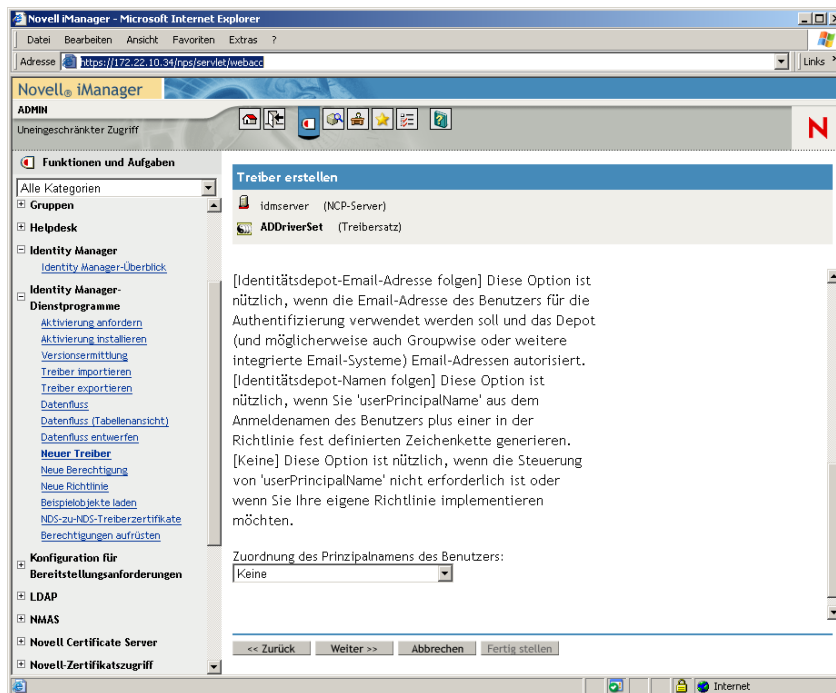 Novell iManager - Microsoft Internet Explorer
Datei Bearbeiten Ansicht Favoriten Extras ?
Adresse https://172.22.10.34/nps/servlet/webacc Links »
Novell® iManager
ADMIN
Uneingeschränkter Zugriff
N
Funktionen und Aufgaben
Alle Kategorien
Gruppen
Helpdesk
Identity Manager
Identity Manager-Überblick
Identity Manager-
Dienstprogramme
Aktivierung anfordern
Aktivierung installieren
Versionsermittlung
Treiber importieren
Treiber exportieren
Datenfluss
Datenfluss (Tabellenansicht)
Datenfluss entwerfen
Neuer Treiber
Neue Berechtigung
Neue Richtlinie
Beispielobjekte laden
NDS-zu-NDS-Treiberzertifikate
Berechtigungen aufrüsten
Konfiguration für
Bereitstellungsanforderungen
LDAP
NMAS
Novell Certificate Server
Novell-Zertifikatszugriff
Treiber erstellen
idmserver (NCP-Server)
ADDriverSet (Treibersatz)
[Identitätsdepot-Email-Adresse folgen] Diese Option ist
nützlich, wenn die Email-Adresse des Benutzers für die
Authentifizierung verwendet werden soll und das Depot
(und möglicherweise auch Groupwise oder weitere
integrierte Email-Systeme) Email-Adressen autorisiert.
[Identitätsdepot-Namen folgen] Diese Option ist
nützlich, wenn Sie 'userPrincipalName' aus dem
Anmeldenamen des Benutzers plus einer in der
Richtlinie fest definierten Zeichenkette generieren.
[Keine] Diese Option ist nützlich, wenn die Steuerung
von 'userPrincipalName' nicht erforderlich ist oder
wenn Sie Ihre eigene Richtlinie implementieren
möchten.
Zuordnung des Prinzipalnamens des Benutzers:
Keine
<< Zurück Weiter >> Abbrechen Fertig stellen
Internet